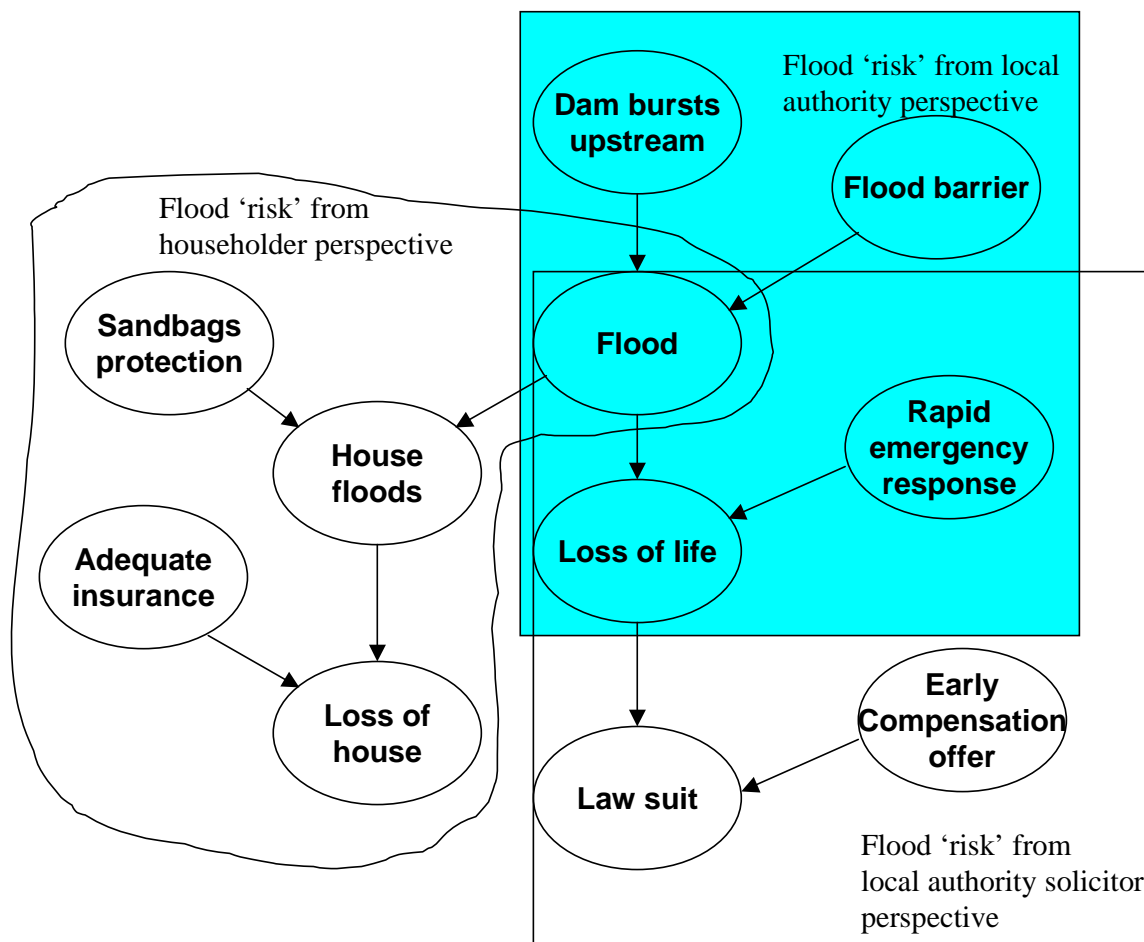 Flood ‘risk’ from local
authority perspective
Dam bursts
upstream
Flood barrier
Flood ‘risk’ from
householder perspective
Sandbags
protection
Flood
Rapid
emergency
response
House
floods
Adequate
insurance
Loss of life
Loss of
house
Early
Compensation
offer
Law suit
Flood ‘risk’ from
local authority solicitor
perspective